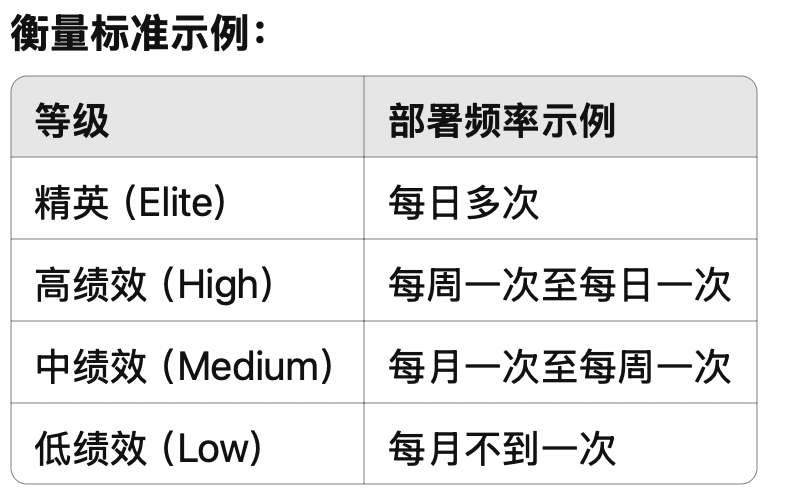 衡量标准示例：
等级 部署频率示例
精英（Elite） 每日多次
高绩效（High） 每周一次至每日一次
中绩效（Medium） 每月一次至每周一次
低绩效（Low） 每月不到一次